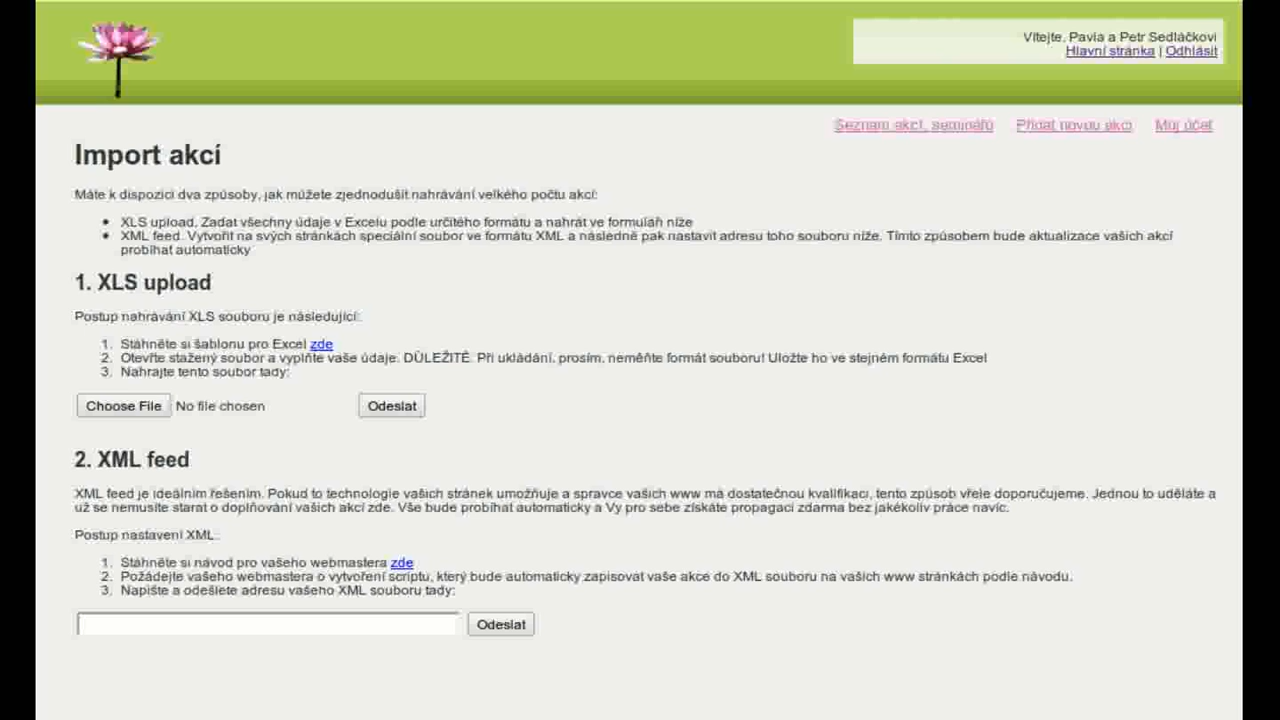 Vítejte, Pavla a Petr Sedláčkovi
Hlavní stránka | Odhlásit
Seznam akcí, seminářů Přidat novou akci Můj účet
Import akcí
Máte k dispozici dva způsoby, jak můžete zjednodušit nahrávání velkého počtu akcí:
• XLS upload. Zadat všechny údaje v Excelu podle určitého formátu a nahrát ve formuláři níže
• XML feed. Vytvořit na svých stránkách speciální soubor ve formátu XML a následně pak nastavit adresu toho souboru níže. Tímto způsobem bude aktualizace vašich akcí
probíhat automaticky
1. XLS upload
Postup nahrávání XLS souboru je následující:
1. Stáhněte si šablonu pro Excel zde
2. Otevřte stažený soubor a vyplňte vaše údaje. DŮLEŽITÉ: Při ukládání, prosím, neměňte formát souboru! Uložte ho ve stejném formátu Excel
3. Nahrajte tento soubor tady:
Choose File No file chosen Odeslat
2. XML feed
XML feed je ideálním řešením. Pokud to technologie vašich stránek umožňuje a spravce vašich www má dostatečnou kvalifikaci, tento způsob vřele doporučujeme. Jednou to uděláte a
už se nemusíte starat o doplňování vašich akcí zde. Vše bude probíhat automaticky a Vy pro sebe získáte propagaci zdarma bez jakékoliv práce navíc.
Postup nastavení XML:
1. Stáhněte si návod pro vašeho webmastera zde
2. Požádejte vašeho webmastera o vytvoření scriptu, který bude automaticky zapisovat vaše akce do XML souboru na vašich www stránkách podle návodu.
3. Napište a odešlete adresu vašeho XML souboru tady:
Odeslat